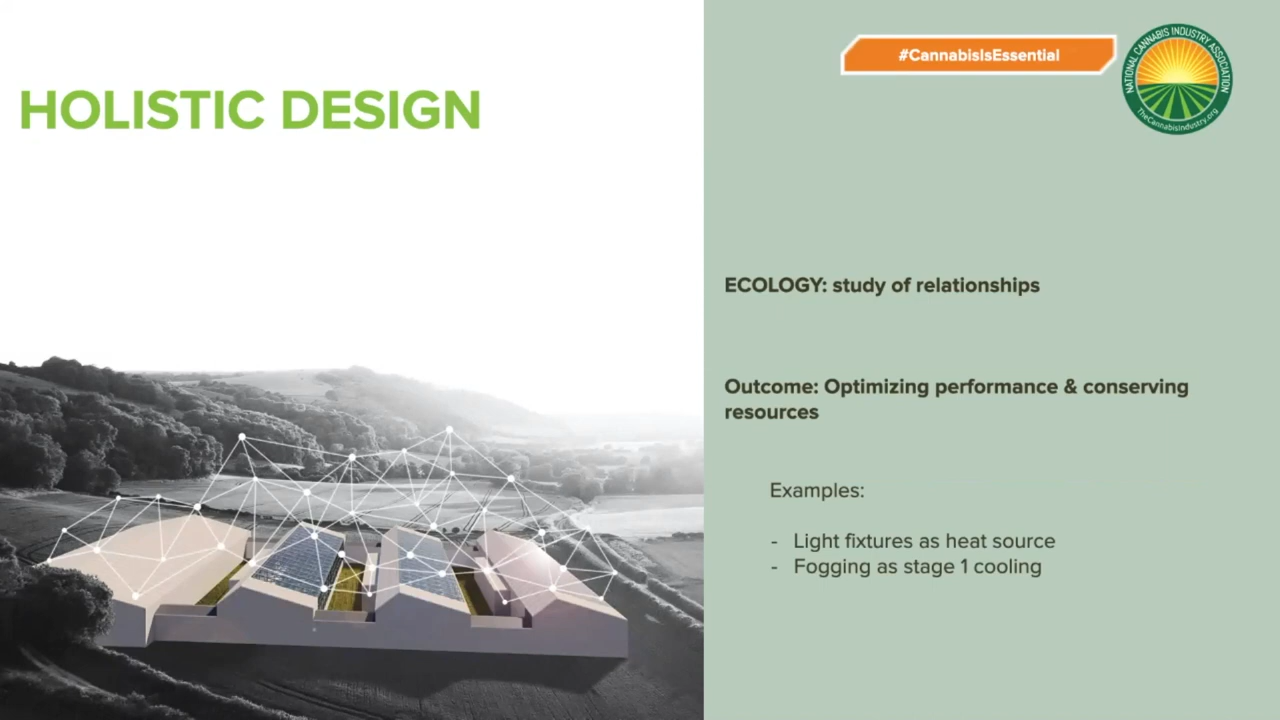 HOLISTIC DESIGN
#CannabisIsEssential
NATIONAL CANNABIS INDUSTRY ASSOCIATION
TheCannabisIndustry.org
ECOLOGY: study of relationships
Outcome: Optimizing performance & conserving
resources
Examples:
- Light fixtures as heat source
- Fogging as stage 1 cooling